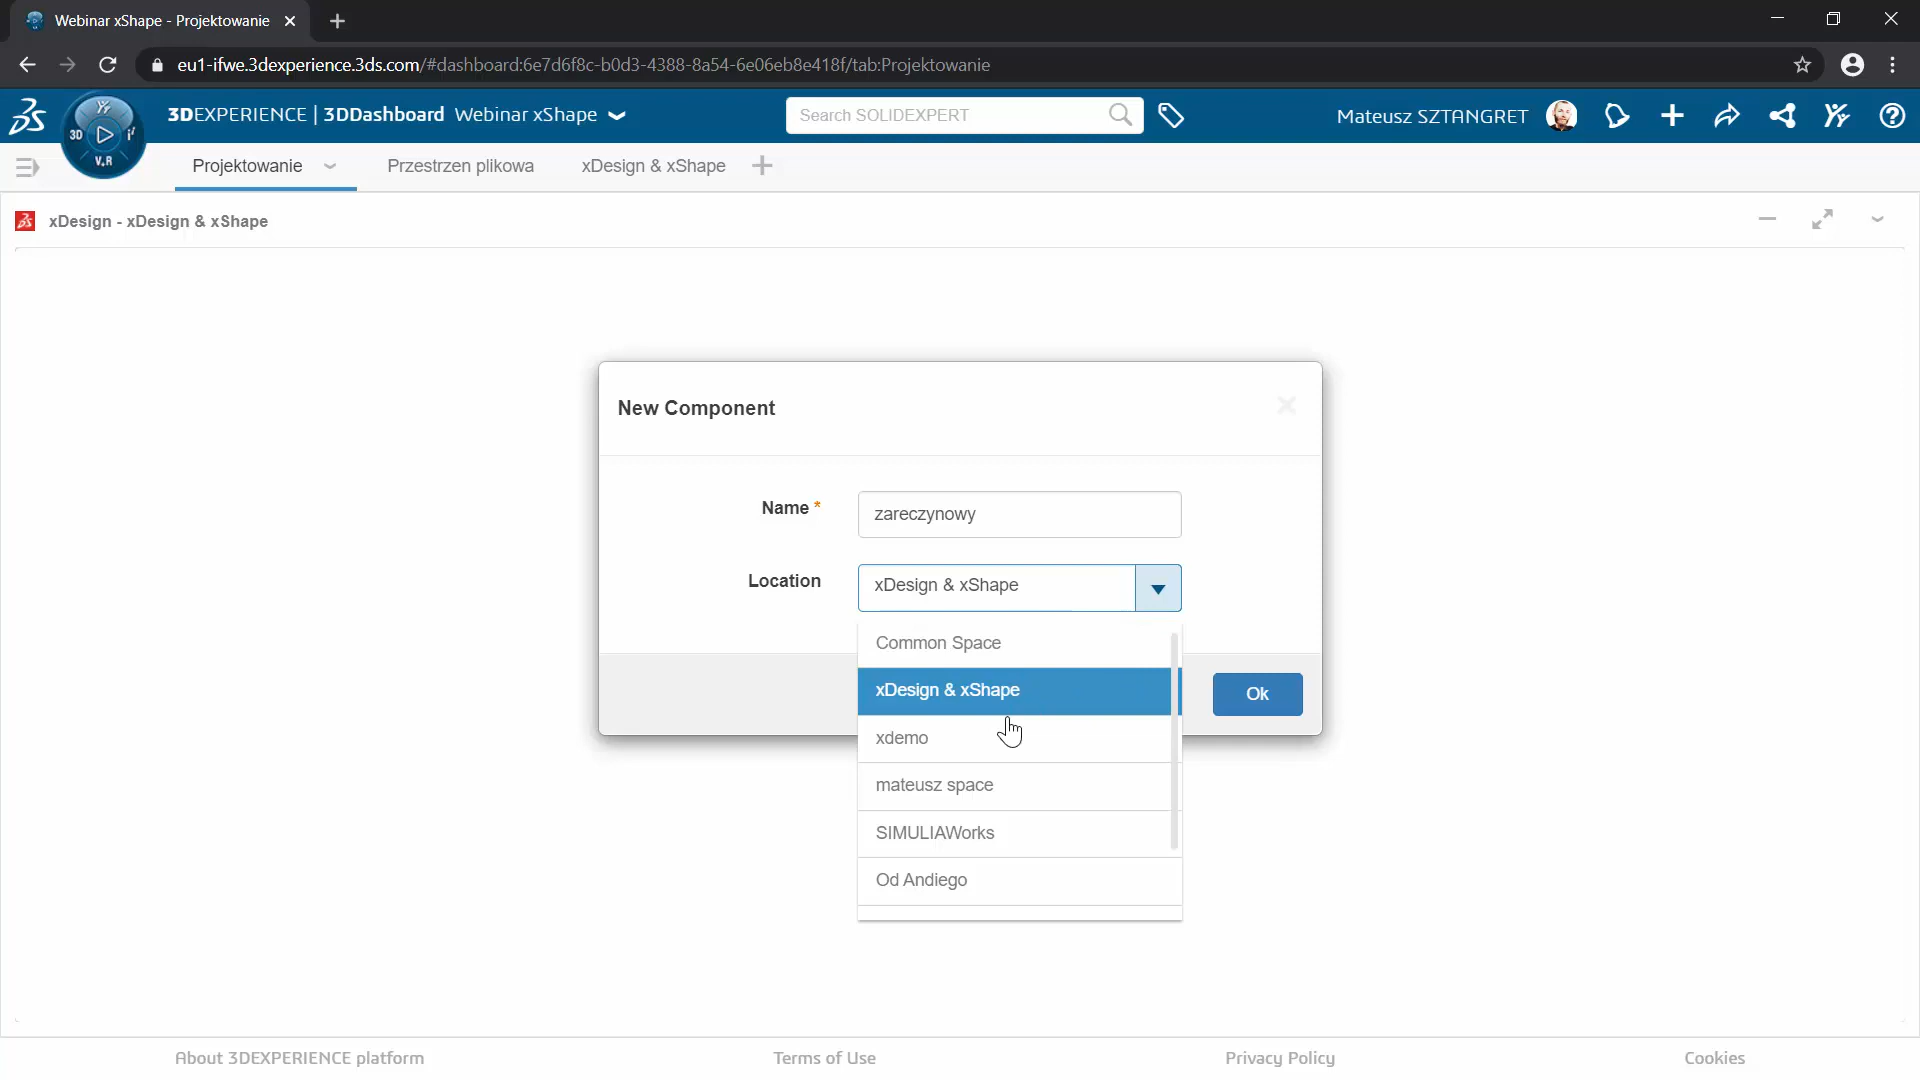 Webinar xShape - Projektowanie
eu1-ifwe.3dexperience.3ds.com/#dashboard:6e7d6f8c-b0d3-4388-8a54-6e06eb8e418f/tab:Projektowanie
3D
V.R
3DEXPERIENCE | 3DDashboard Webinar xShape
Search SOLIDEXPERT
Mateusz SZTANGRET
Projektowanie
Przestrzen plikowa
xDesign & xShape
xDesign - xDesign & xShape
New Component
Name *
zareczynowy
Location
xDesign & xShape
Common Space
xDesign & xShape
xdemo
mateusz space
SIMULIAWorks
Od Andiego
Ok
About 3DEXPERIENCE platform
Terms of Use
Privacy Policy
Cookies